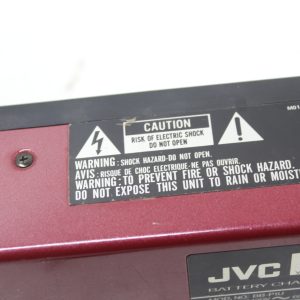 CAUTION
RISK OF ELECTRIC SHOCK
DO NOT OPEN
WARNING: SHOCK HAZARD-DO NOT OPEN.
AVIS: RISQUE DE CHOC ELECTRIQUE-NE PAS OUVRIR.
WARNING: TO PREVENT FIRE OR SHOCK HAZARD,
DO NOT EXPOSE THIS UNIT TO RAIN OR MOIST
JVC
BATTERY CHA